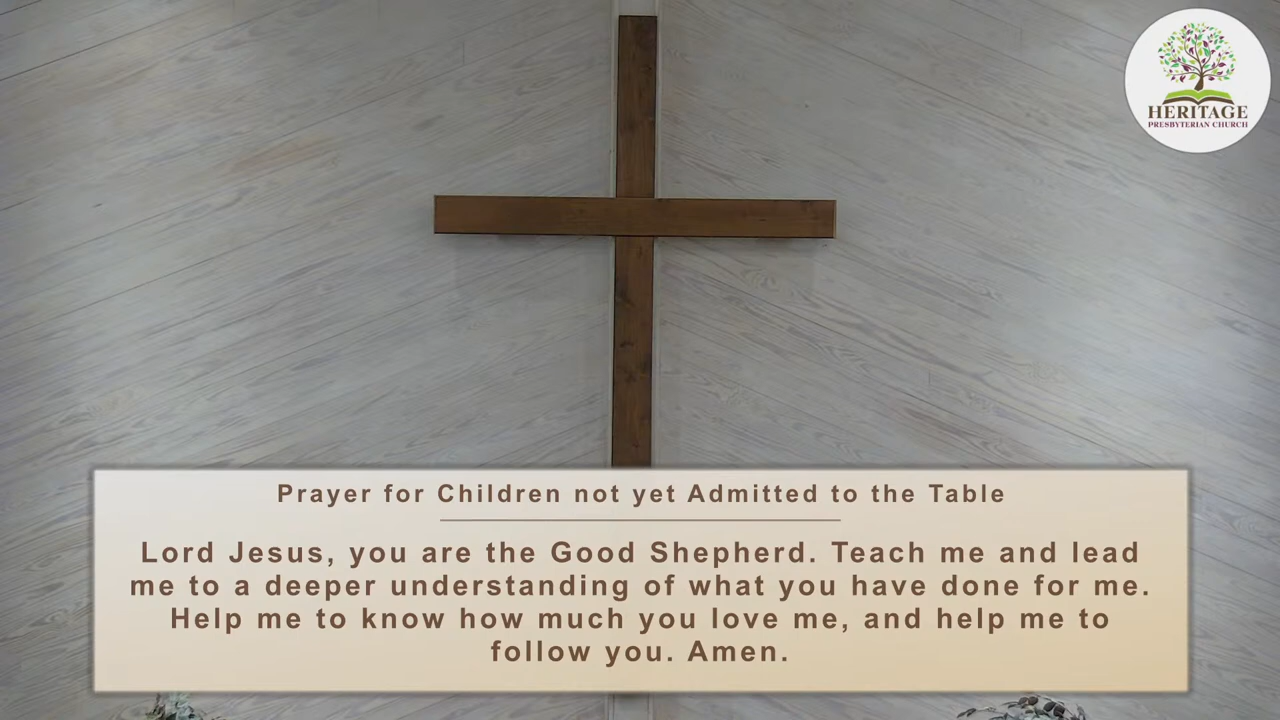 HERITAGE
PRESBYTERIAN CHURCH
Prayer for Children not yet Admitted to the Table
Lord Jesus, you are the Good Shepherd. Teach me and lead
me to a deeper understanding of what you have done for me.
Help me to know how much you love me, and help me to
follow you. Amen.